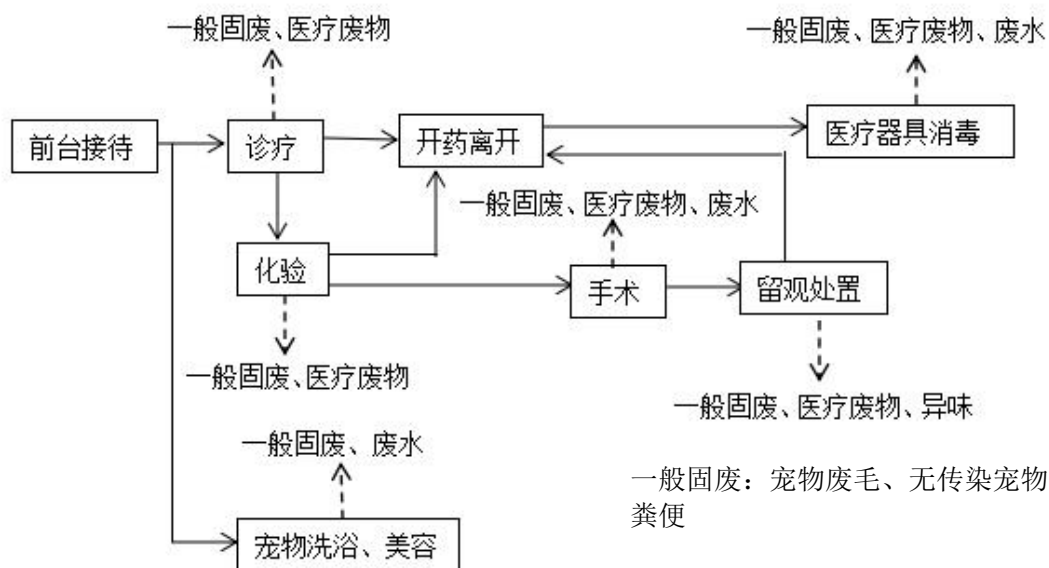 一般固废、医疗废物
一般固废、医疗废物、废水
前台接待
诊疗
开药离开
医疗器具消毒
一般固废、医疗废物、废水
化验
手术
留观处置
一般固废、医疗废物
一般固废、医疗废物、异味
一般固废、废水
一般固废：宠物废毛、无传染宠物
粪便
宠物洗浴、美容